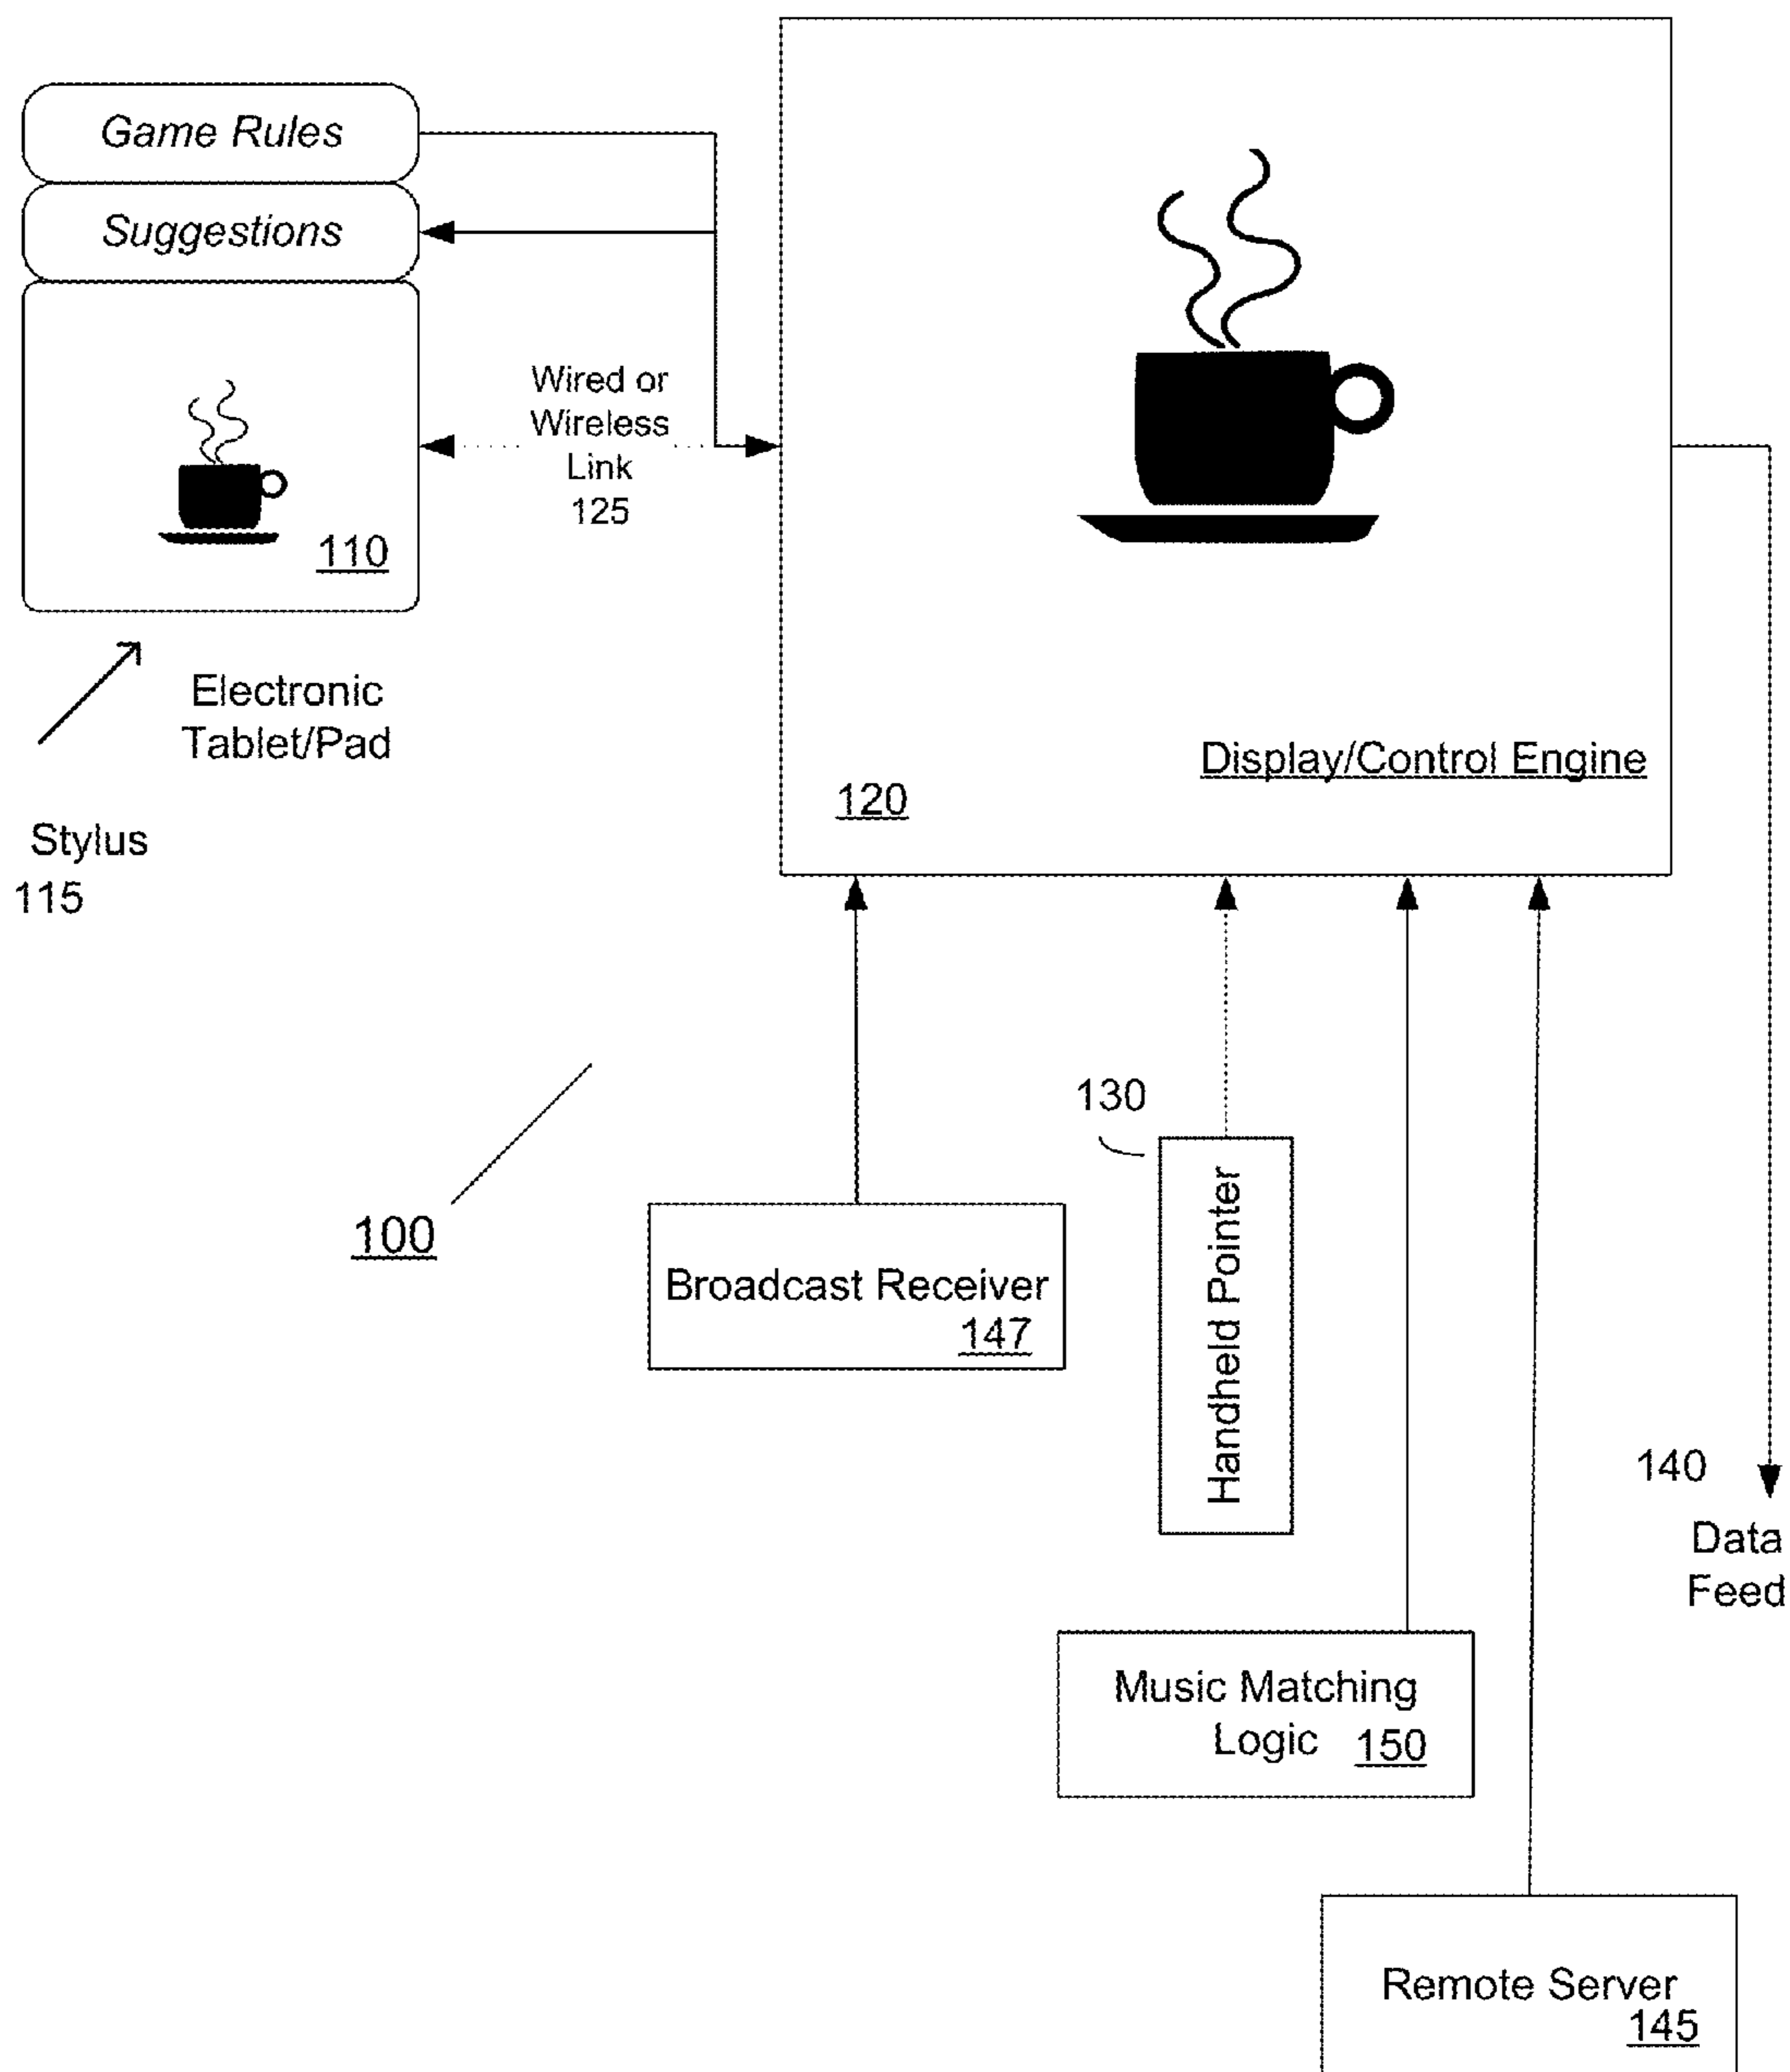 Game Rules
Suggestions
110
Wired or
Wireless
Link
125
Electronic
Tablet/Pad
Stylus
115
Display/Control Engine
120
100
Broadcast Receiver
147
130
Handheld Pointer
140
Data
Feed
Music Matching
Logic 150
Remote Server
145